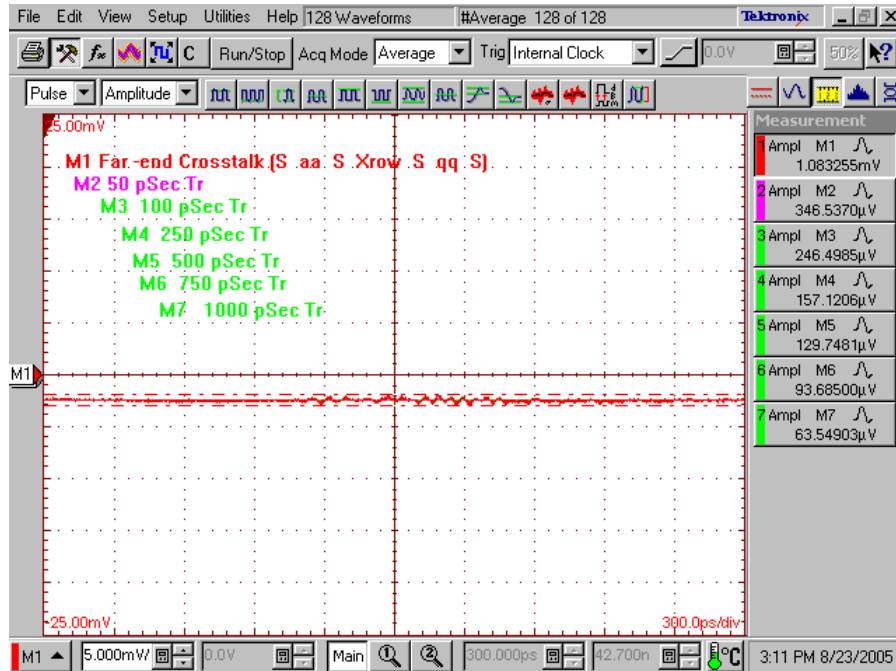 File Edit View Setup Utilities Help 128 Waveforms #Average 128 of 128 Tektronix
fx C Run/Stop Acq Mode Average Trig Internal Clock 0.0V 50% ?
Pulse Amplitude
25.00mV
M1 Far.-end Crosstalk (S .aa. S .Xrow. S .qq. S)
M2 50 pSec Tr
M3 100 pSec Tr
M4 250 pSec Tr
M5 500 pSec Tr
M6 750 pSec Tr
M7 1000 pSec Tr
M1
-25.00mV
300.0ps/div
Measurement
1 Ampl M1
1.083255mV
2 Ampl M2
346.5370µV
3 Ampl M3
246.4985µV
4 Ampl M4
157.1206µV
5 Ampl M5
129.7481µV
6 Ampl M6
93.68500µV
7 Ampl M7
63.54903µV
M1 5.000mV/ 0.0V Main 1 2 300.000ps 42.700n °C 3:11 PM 8/23/2005